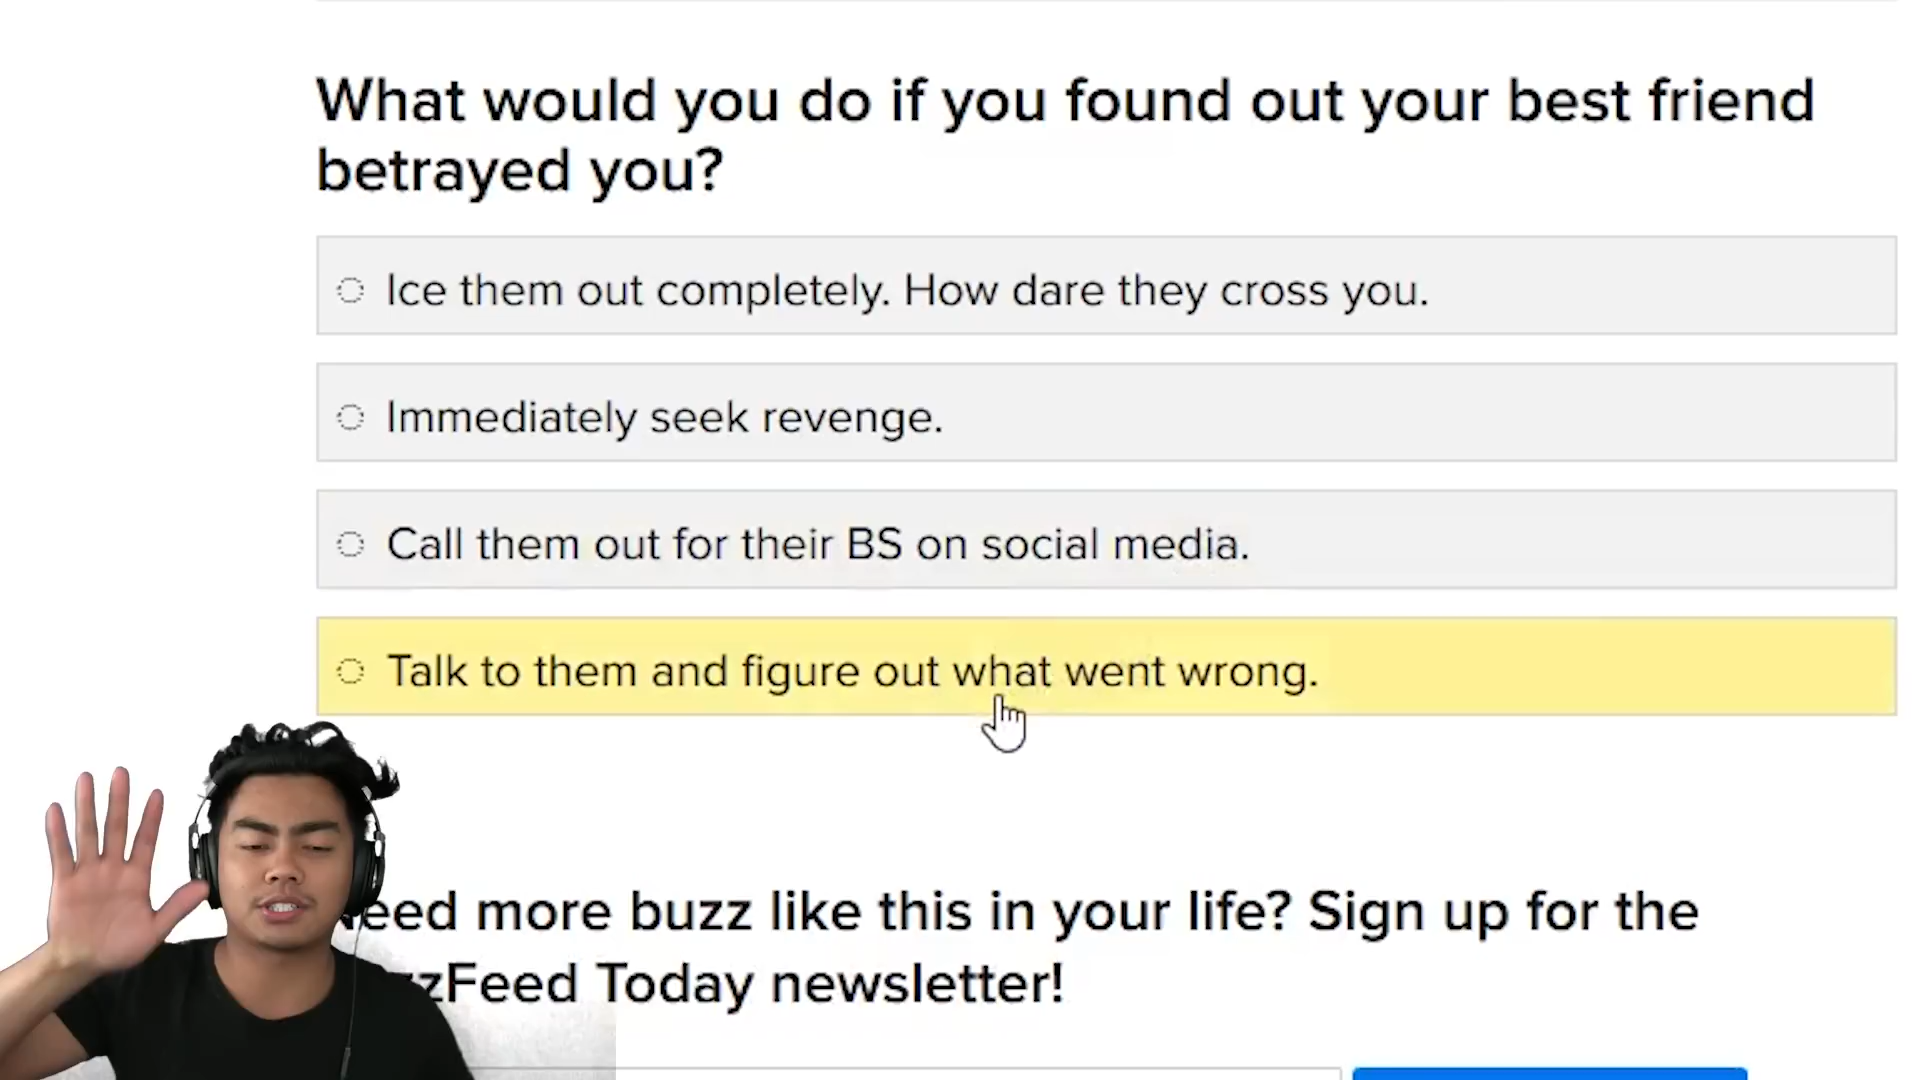 What would you do if you found out your best friend
betrayed you?
Ice them out completely. How dare they cross you.
Immediately seek revenge.
Call them out for their BS on social media.
Talk to them and figure out what went wrong.
more buzz like this in your life? Sign up for the
Today newsletter!